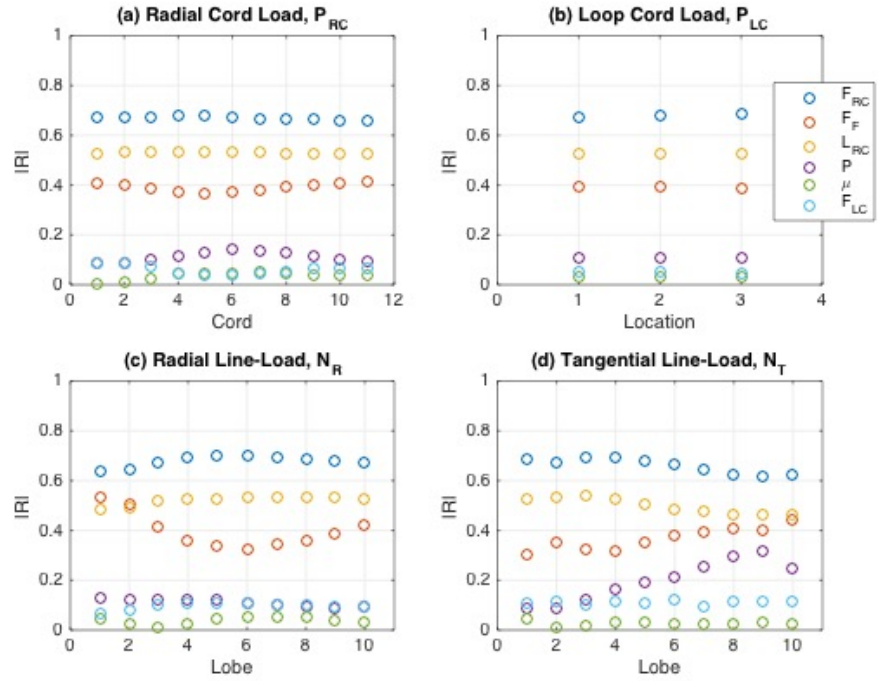 (a) Radial Cord Load, P_RC
1
0.8
0.6
0.4
0.2
0
IRI
0 2 4 6 8 10 12
Cord
(b) Loop Cord Load, P_LC
1
0.8
0.6
0.4
0.2
0
IRI
0 1 2 3 4
Location
F_RC
F_F
L_RC
P
μ
F_LC
(c) Radial Line-Load, N_R
1
0.8
0.6
0.4
0.2
0
IRI
0 2 4 6 8 10
Lobe
(d) Tangential Line-Load, N_T
1
0.8
0.6
0.4
0.2
0
IRI
0 2 4 6 8 10
Lobe